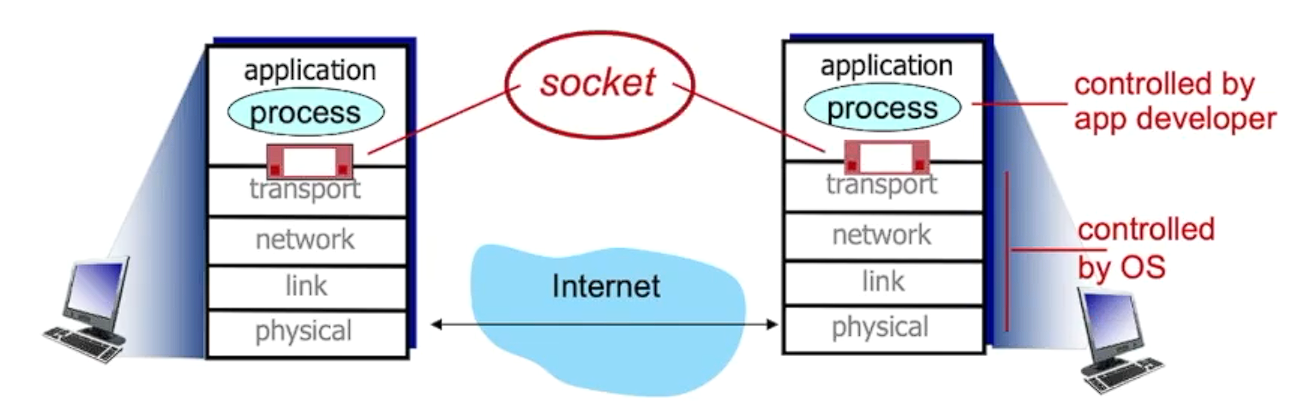 application
process
transport
network
link
physical
socket
Internet
application
process
transport
network
link
physical
controlled by
app developer
controlled
by OS